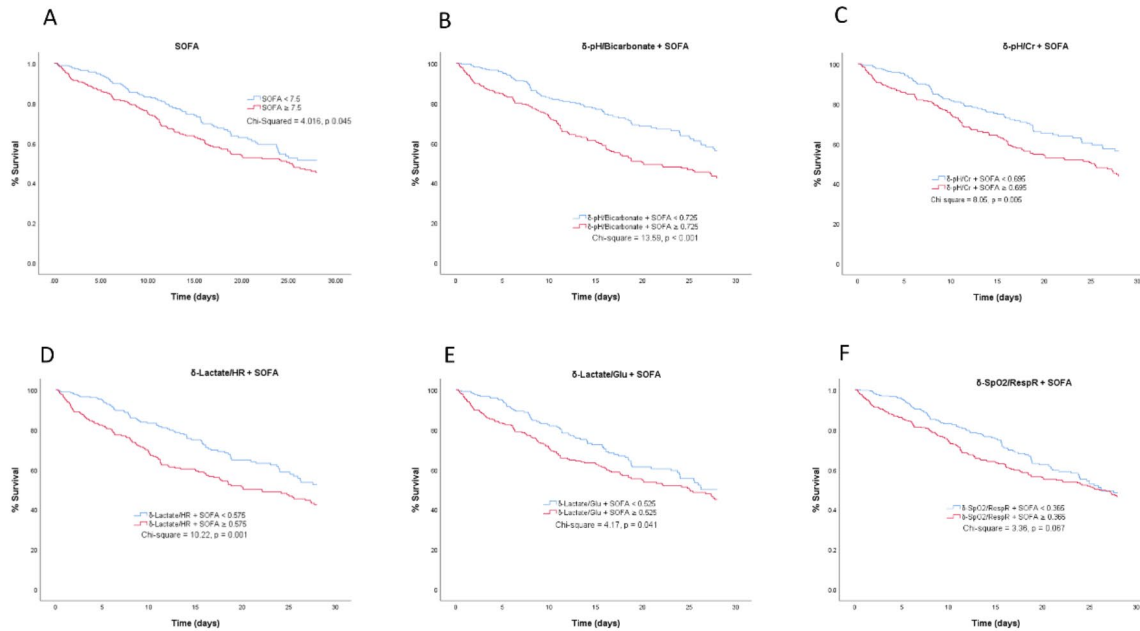 A
SOFA
% Survival
1.0
0.8
0.6
0.4
0.2
0.0
SOFA < 7.5
SOFA ≥ 7.5
Chi-Squared = 4.016, p 0.045
.00 5.00 10.00 15.00 20.00 25.00 30.00
Time (days)
B
δ-pH/Bicarbonate + SOFA
% Survival
100
80
60
40
20
0
δ-pH/Bicarbonate + SOFA < 0.725
δ-pH/Bicarbonate + SOFA ≥ 0.725
Chi-square = 13.59, p < 0.001
0 5 10 15 20 25 30
Time (days)
C
δ-pH/Cr + SOFA
% Survival
100
80
60
40
20
0
δ-pH/Cr + SOFA < 0.695
δ-pH/Cr + SOFA ≥ 0.695
Chi square = 8.05, p = 0.005
0 5 10 15 20 25 30
Time (days)
D
δ-Lactate/HR + SOFA
% Survival
100
80
60
40
20
0
δ-Lactate/HR + SOFA < 0.575
δ-Lactate/HR + SOFA ≥ 0.575
Chi-square = 10.22, p = 0.001
0 5 10 15 20 25 30
Time (days)
E
δ-Lactate/Glu + SOFA
% Survival
100
80
60
40
20
0
δ-Lactate/Glu + SOFA < 0.525
δ-Lactate/Glu + SOFA ≥ 0.525
Chi-square = 4.17, p = 0.041
0 5 10 15 20 25 30
Time (days)
F
δ-SpO2/RespR + SOFA
% Survival
1.0
0.8
0.6
0.4
0.2
0.0
δ-SpO2/RespR + SOFA < 0.365
δ-SpO2/RespR + SOFA ≥ 0.365
Chi-square = 3.36, p = 0.067
0 5 10 15 20 25 30
Time (days)